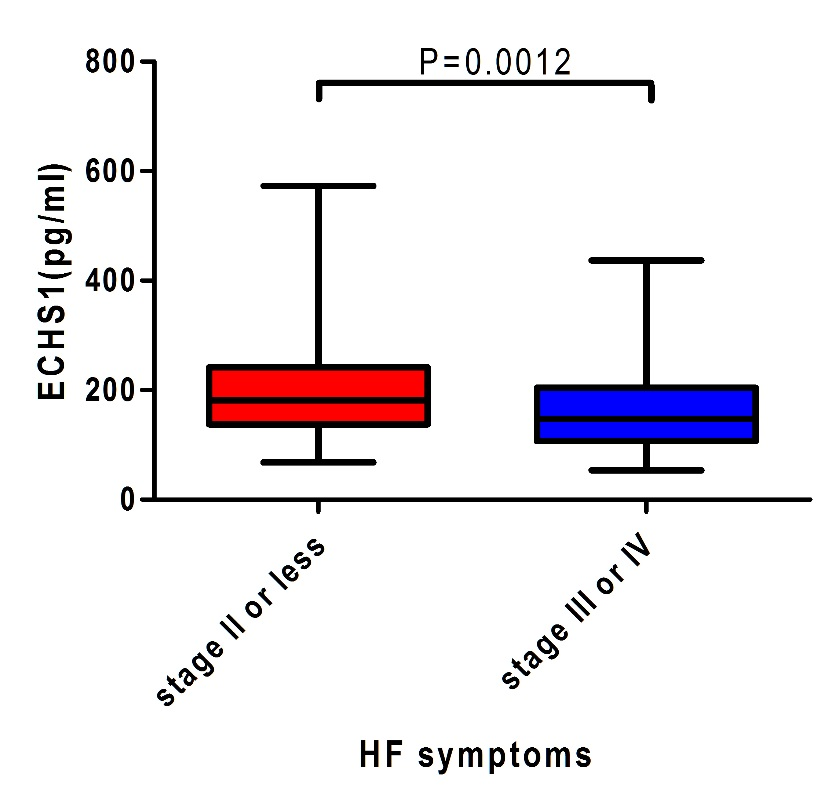 P=0.0012
800
600
400
200
0
ECHS1(pg/ml)
stage II or less
stage III or IV
HF symptoms